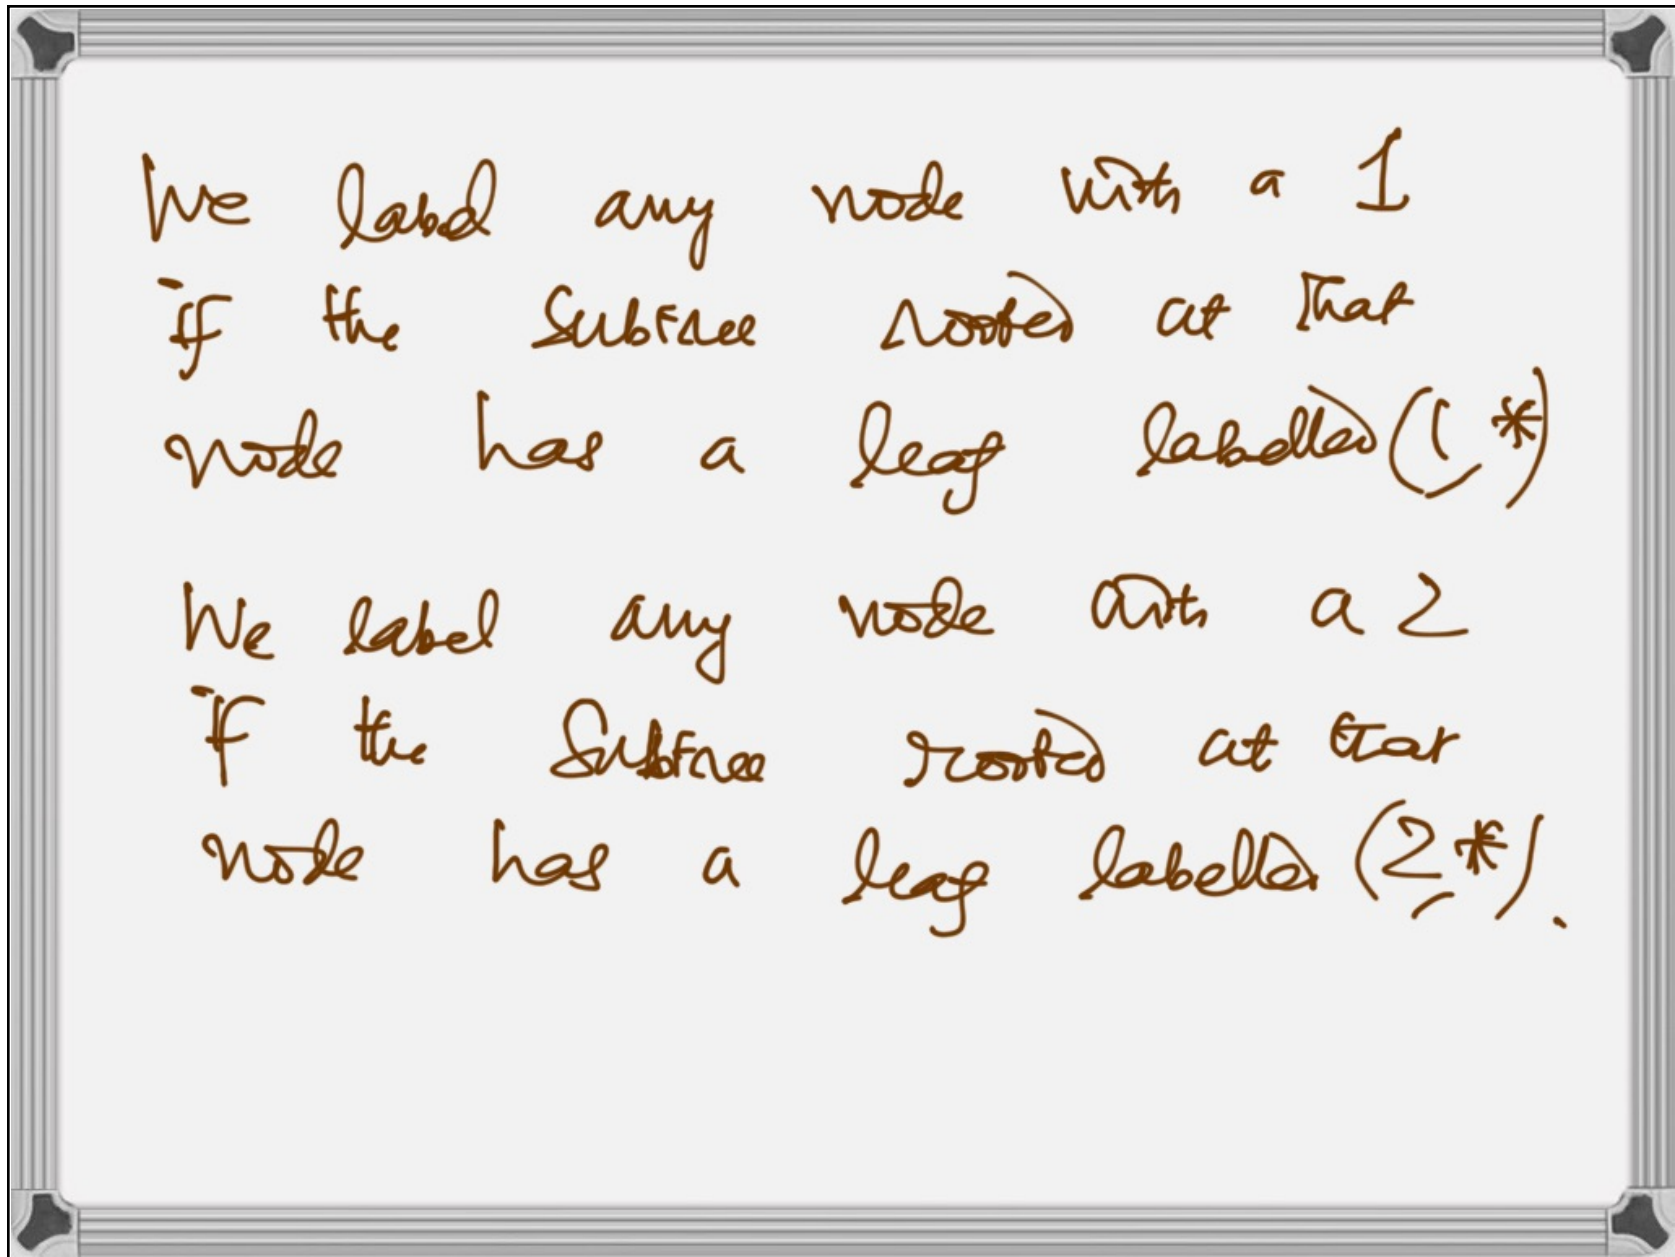 We label any node with a 1
if the subtree rooted at that
node has a leaf labelled (1,*)
We label any node with a 2
if the subtree rooted at that
node has a leaf labelled (2,*).